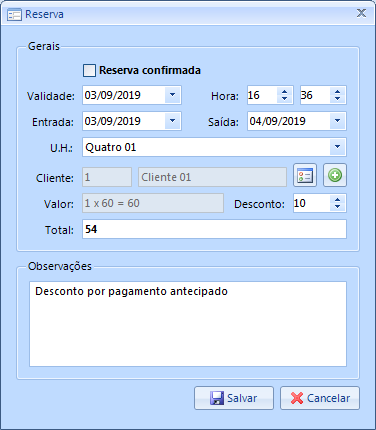 Reserva
Gerais
Reserva confirmada
Validade: 03/09/2019 Hora: 16 36
Entrada: 03/09/2019 Saída: 04/09/2019
U.H.: Quatro 01
Cliente: 1 Cliente 01
Valor: 1 x 60 = 60 Desconto: 10
Total: 54
Observações
Desconto por pagamento antecipado
Salvar Cancelar